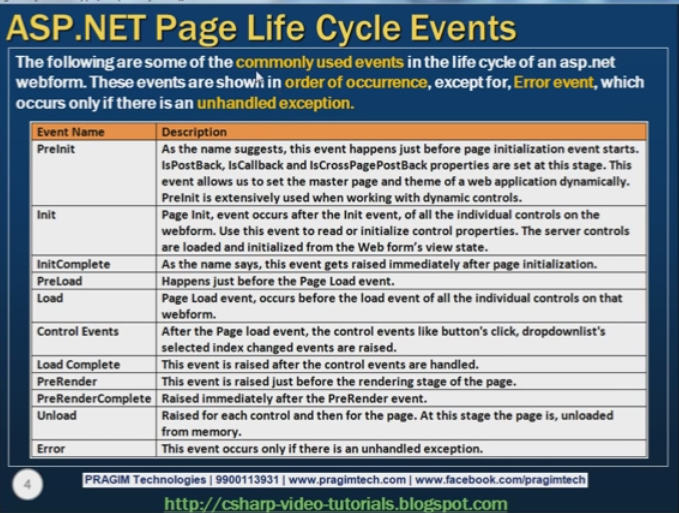 ASP.NET Page Life Cycle Events
The following are some of the commonly used events in the life cycle of an asp.net
webform. These events are shown in order of occurrence, except for, Error event, which
occurs only if there is an unhandled exception.
Event Name Description
PreInit As the name suggests, this event happens just before page initialization event starts.
IsPostBack, IsCallback and IsCrossPagePostBack properties are set at this stage. This
event allows us to set the master page and theme of a web application dynamically.
PreInit is extensively used when working with dynamic controls.
Init Page Init, event occurs after the Init event, of all the individual controls on the
webform. Use this event to read or initialize control properties. The server controls
are loaded and initialized from the Web form's view state.
InitComplete As the name says, this event gets raised immediately after page initialization.
PreLoad Happens just before the Page Load event.
Load Page Load event, occurs before the load event of all the individual controls on that
webform.
Control Events After the Page load event, the control events like button's click, dropdownlist's
selected index changed events are raised.
Load Complete This event is raised after the control events are handled.
PreRender This event is raised just before the rendering stage of the page.
PreRenderComplete Raised immediately after the PreRender event.
Unload Raised for each control and then for the page. At this stage the page is, unloaded
from memory.
Error This event occurs only if there is an unhandled exception.
4 PRAGIM Technologies | 9900113931 | www.pragimtech.com | www.facebook.com/pragimtech
http://csharp-video-tutorials.blogspot.com